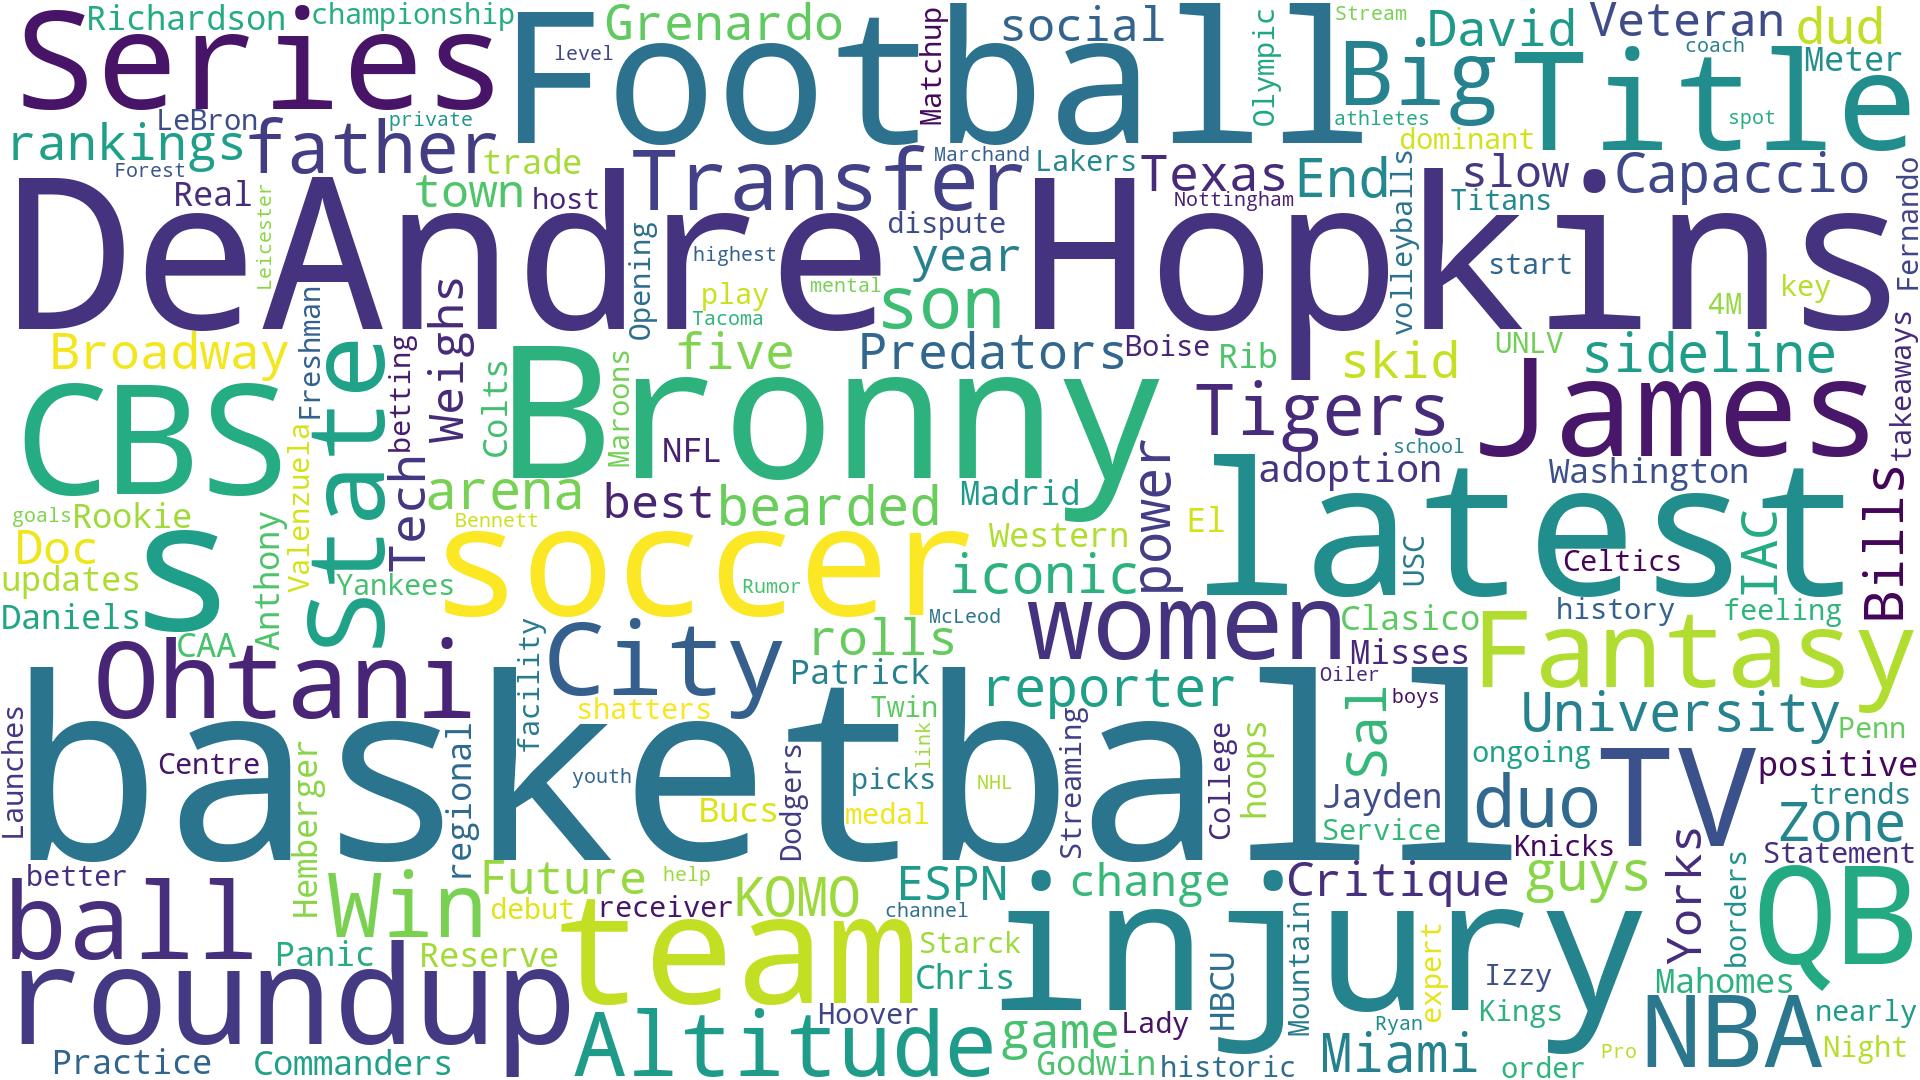 Series
Richardson
championship
Football
level
Grenardo
Matchup
social
Olympic
Stream
Big
David
Veteran
dud
coach
Meter
Title
athletes
dominant
spot
rankings
LeBron
father
private
Forest
trade
Transfer
Marchand
Lakers
Texas
End
volleyballs
slow
Capaccio
Fernando
Real
Leicester
town
host
Nottingham
Titans
DeAndre Hopkins
dispute
Opening
highest
year
start
mental
play
son
4M
key
Tacoma
Freshman
Weighs
takeaways
Broadway
state
betting
Colts
Bronny
five
Maroons
NFL
Predators
Boise
Rib
skid
UNLV
sideline
CBS
Tigers
James
school
Valenzuela
Tech
arena
best
bearded
Madrid
power
adoption
latest
Washington
Bills
goals
Rookie
s
Anthony
Bennett
soccer
Western
El
USC
Celtics
IAC
Doc
updates
Yankees
Rumor
iconic
Daniels
CAA
McLeod
women
Clasico
history
feeling
Ohtani
facility
City
rolls
Patrick
Misses
Fantasy
Oiler
reporter
boys
Sal
University
Penn
shatters
Twin
Launches
basketball
Centre
Hemberger
regional
youth
Bucs
Dodgers
picks
medal
link
NHL
Streaming
College
hoops
Jayden
Service
duo
ongoing
TV
positive
trends
Zone
Knicks
Statement
better
ball
Win
Future
help
debut
receiver
KOMO
ESPN
channel
change
Critique
guys
Yorks
borders
QB
Panic
Reserve
team
Starck
Chris
injury
HBCU
Mountain
expert
Izzy
Mahomes
roundup
Hoover
Altitude
game
Lady
Ryan
Kings
NBA
nearly
Practice
Commanders
Godwin
historic
Miami
order
Pro
Night